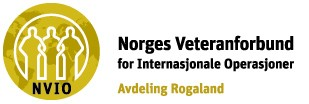 NVIO
Norges Veteranforbund
for Internasjonale Operasjoner
Avdeling Rogaland